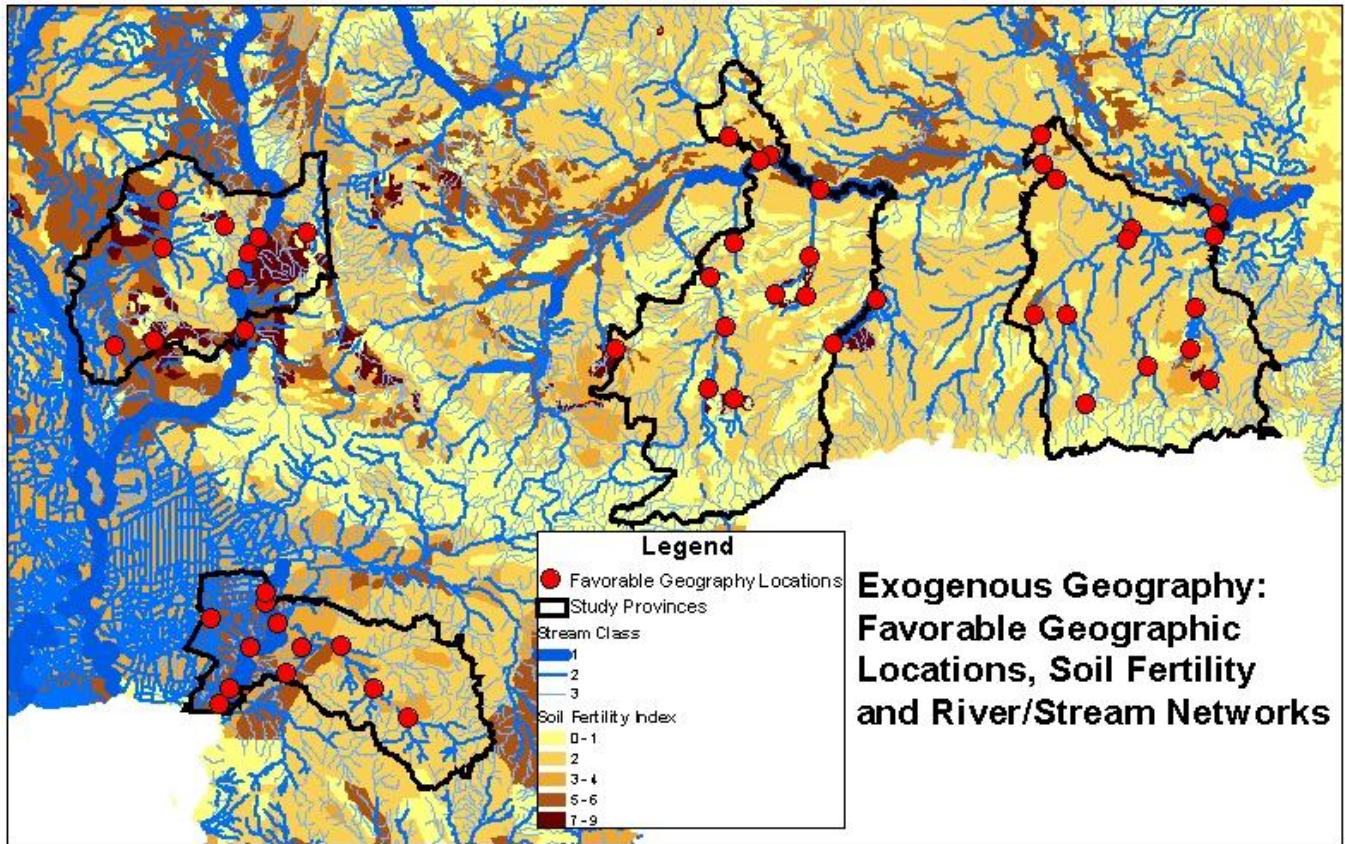 Legend
Favorable Geography Locations
Study Provinces
Stream Class
1
2
3
Soil Fertility Index
0 - 1
2
3 - 4
5 - 6
7 - 9
Exogenous Geography:
Favorable Geographic
Locations, Soil Fertility
and River/Stream Networks